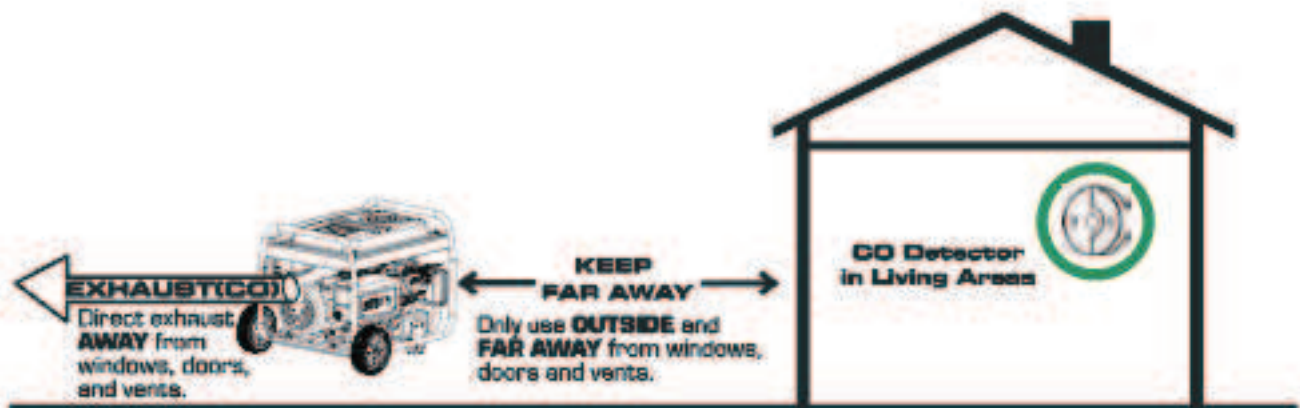 EXHAUST(CO)
Direct exhaust
AWAY from
windows, doors,
and vents.
KEEP
FAR AWAY
Only use OUTSIDE and
FAR AWAY from windows,
doors and vents.
CO Detector
in Living Areas